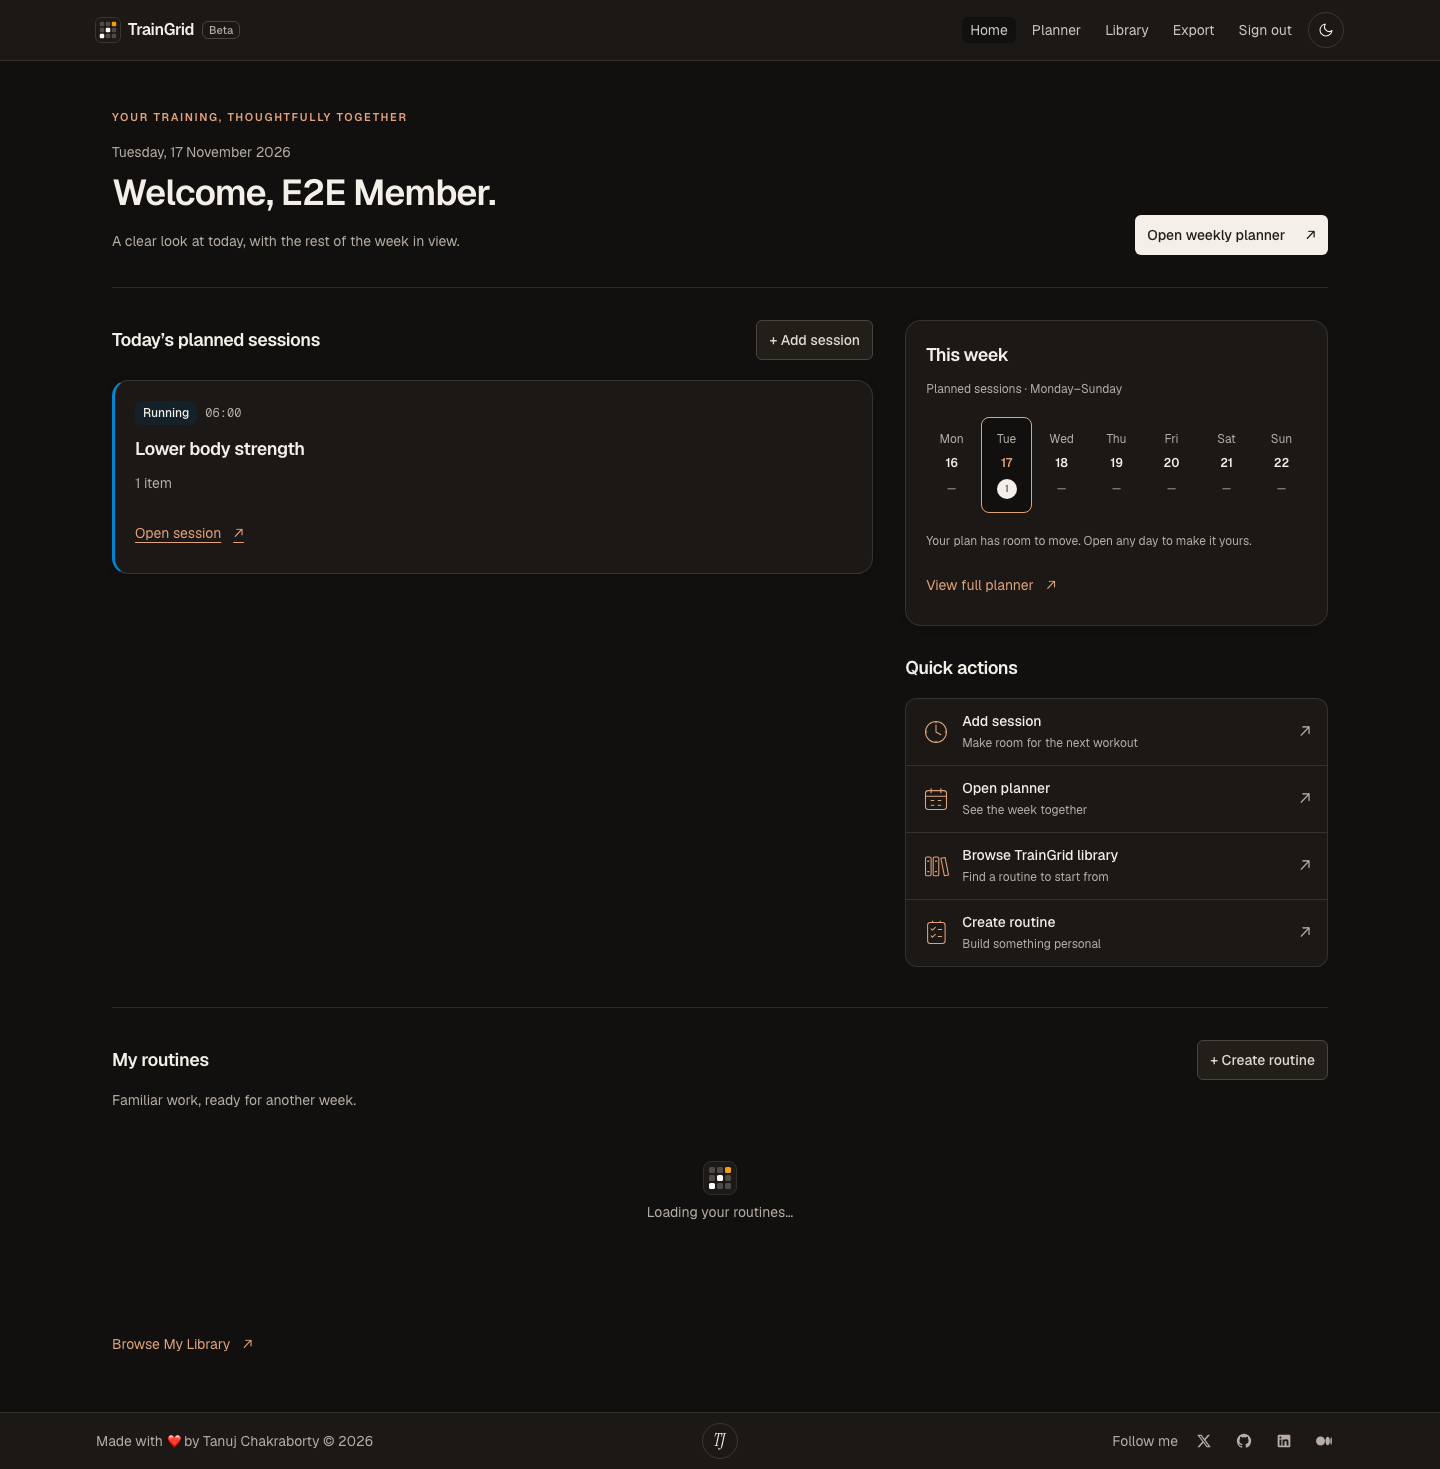 TrainGrid Beta
Home Planner Library Export Sign out
YOUR TRAINING, THOUGHTFULLY TOGETHER
Tuesday, 17 November 2026
Welcome, E2E Member.
A clear look at today, with the rest of the week in view.
Open weekly planner ↗
Today’s planned sessions
+ Add session
Running 06:00
Lower body strength
1 item
Open session ↗
This week
Planned sessions · Monday–Sunday
Mon Tue Wed Thu Fri Sat Sun
16 17 18 19 20 21 22
– 1 – – – – –
Your plan has room to move. Open any day to make it yours.
View full planner ↗
Quick actions
Add session ↗
Make room for the next workout
Open planner ↗
See the week together
Browse TrainGrid library ↗
Find a routine to start from
Create routine ↗
Build something personal
My routines
+ Create routine
Familiar work, ready for another week.
Loading your routines…
Browse My Library ↗
Made with ❤️ by Tanuj Chakraborty © 2026
TJ
Follow me